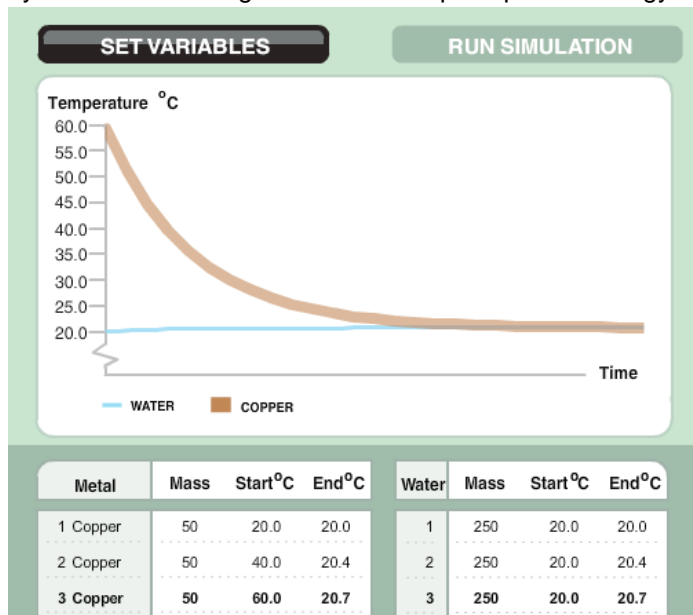 SET VARIABLES RUN SIMULATION
Temperature °C
60.0
55.0
50.0
45.0
40.0
35.0
30.0
25.0
20.0
Time
WATER COPPER
Metal Mass Start°C End°C Water Mass Start°C End°C
1 Copper 50 20.0 20.0 1 250 20.0 20.0
2 Copper 50 40.0 20.4 2 250 20.0 20.4
3 Copper 50 60.0 20.7 3 250 20.0 20.7